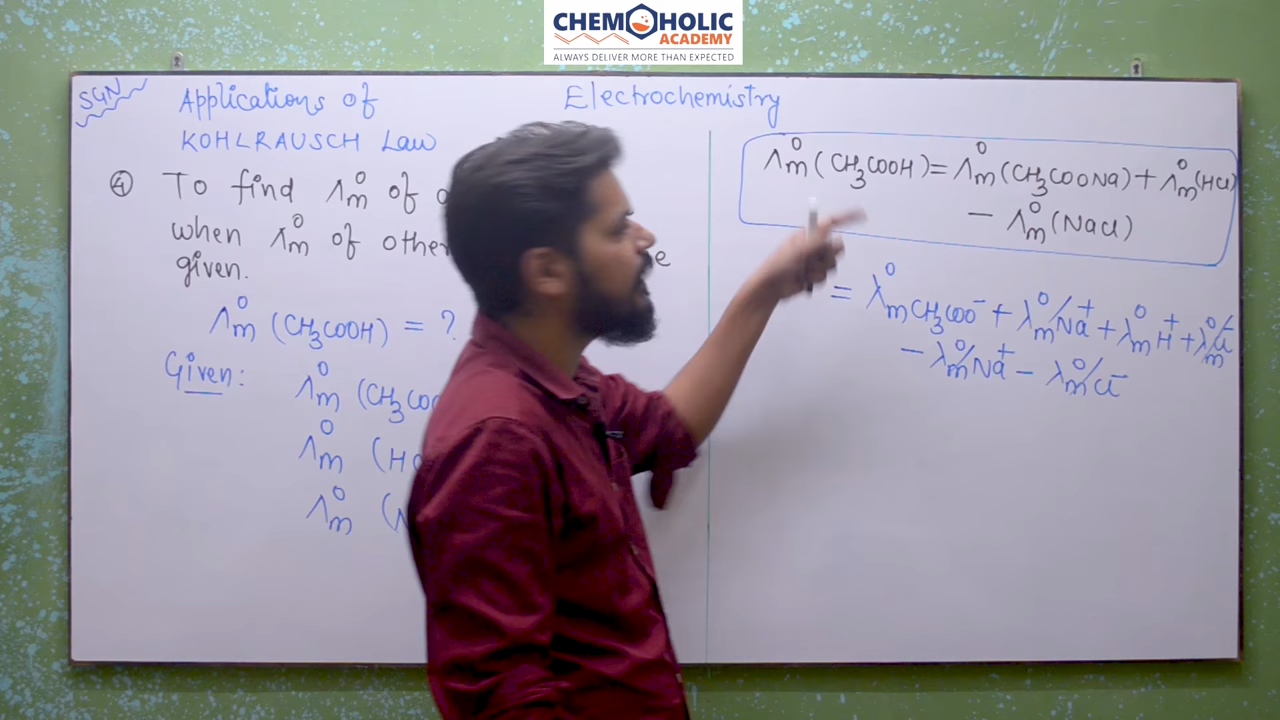 CHEMOHOLIC
ACADEMY
ALWAYS DELIVER MORE THAN EXPECTED
SGN
Applications of
KOHLRAUSCH Law
Electrochemistry
④ To find Λ°m of
when Λ°m of other
given.
Λ°m (CH3COOH) = ?
Given:
Λ°m (CH3COO
Λ°m (H
Λ°m (
Λ°m (CH3COOH) = Λ°m (CH3COONa) + Λ°m (HCl)
− Λ°m (NaCl)
= λ°m CH3COO⁻ + λ°m Na⁺ + λ°m H⁺ + λ°m Cl⁻
− λ°m Na⁺ − λ°m Cl⁻